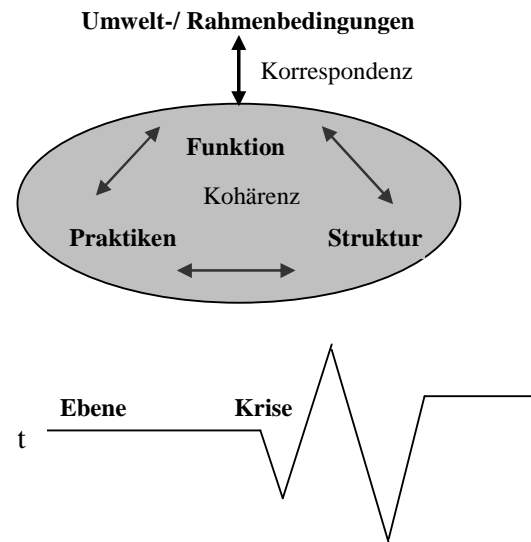 Umwelt-/ Rahmenbedingungen
Korrespondenz
Funktion
Kohärenz
Praktiken Struktur
Ebene Krise
t